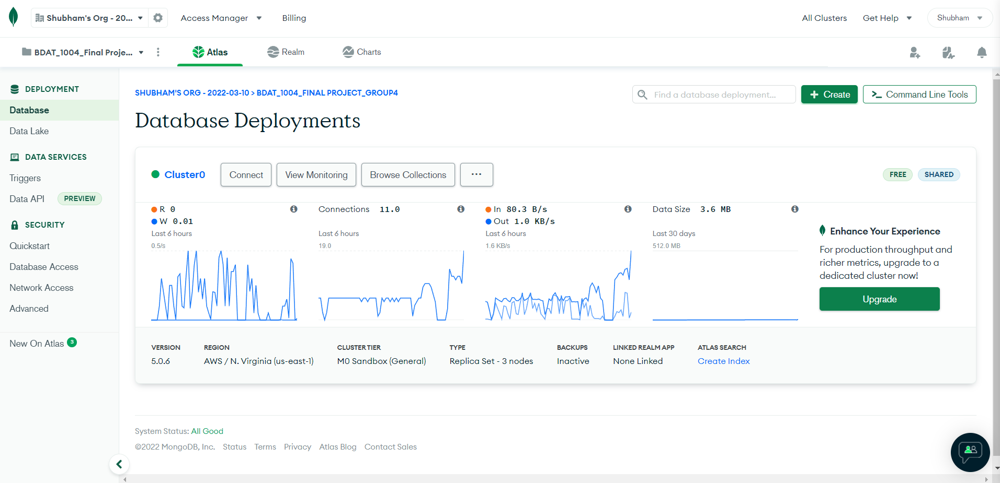 Shubham's Org - 20...
Access Manager
Billing
All Clusters
Get Help
Shubham
BDAT_1004_Final Proje...
Atlas
Realm
Charts
DEPLOYMENT
Database
Data Lake
DATA SERVICES
Triggers
Data API PREVIEW
SECURITY
Quickstart
Database Access
Network Access
Advanced
New On Atlas 3
SHUBHAM'S ORG - 2022-03-10 > BDAT_1004_FINAL PROJECT_GROUP4
Find a database deployment...
+ Create
>_ Command Line Tools
Database Deployments
Cluster0
Connect
View Monitoring
Browse Collections
...
FREE
SHARED
R 0
W 0.01
Last 6 hours
0.5/s
Connections 11.0
Last 6 hours
19.0
In 80.3 B/s
Out 1.0 KB/s
Last 6 hours
1.6 KB/s
Data Size 3.6 MB
Last 30 days
512.0 MB
Enhance Your Experience
For production throughput and
richer metrics, upgrade to a
dedicated cluster now!
Upgrade
VERSION
5.0.6
REGION
AWS / N. Virginia (us-east-1)
CLUSTER TIER
M0 Sandbox (General)
TYPE
Replica Set - 3 nodes
BACKUPS
Inactive
LINKED REALM APP
None Linked
ATLAS SEARCH
Create Index
System Status: All Good
©2022 MongoDB, Inc. Status Terms Privacy Atlas Blog Contact Sales